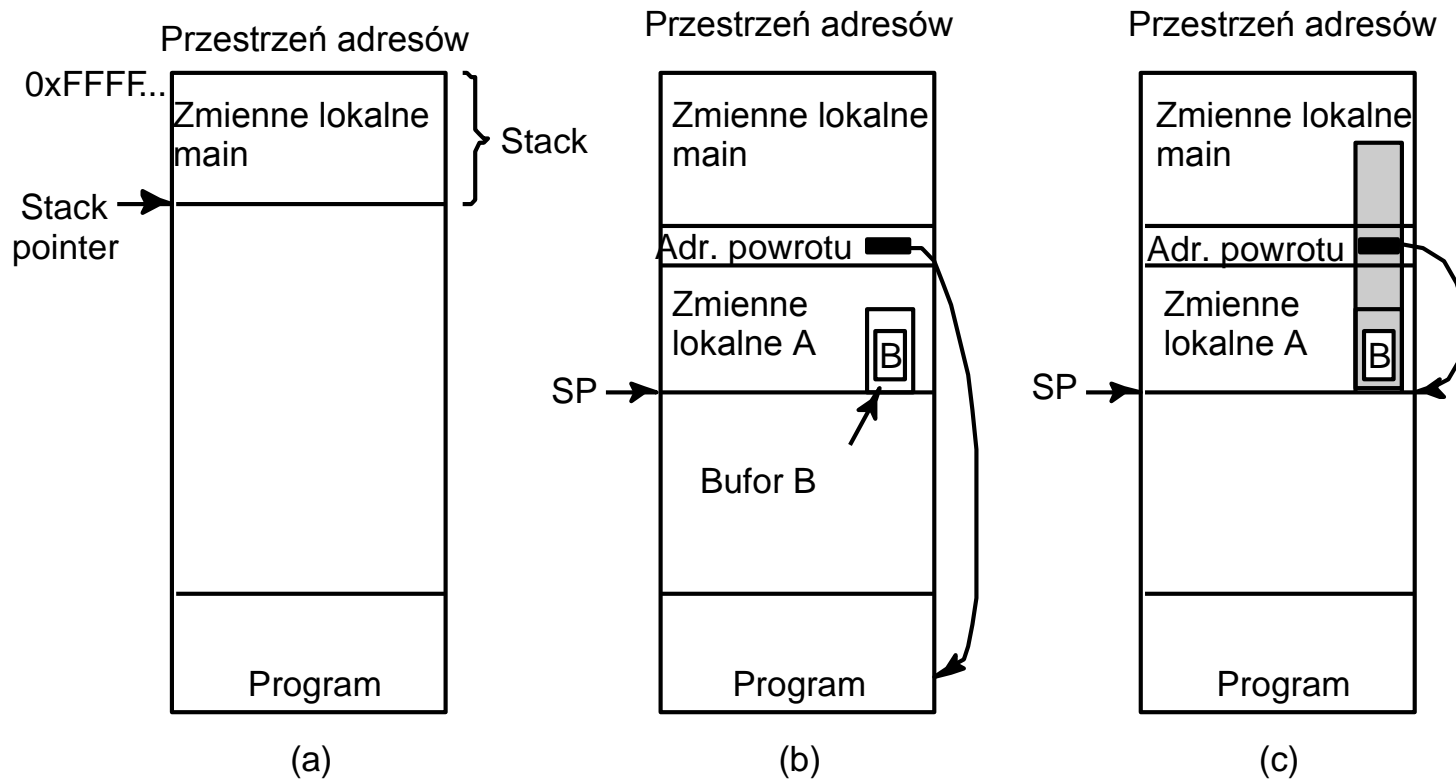 Przestrzeń adresów
0xFFFF...
Zmienne lokalne
main
Stack
Stack
pointer
Program
(a)
Przestrzeń adresów
Zmienne lokalne
main
Adr. powrotu
Zmienne
lokalne A
B
SP
Bufor B
Program
(b)
Przestrzeń adresów
Zmienne lokalne
main
Adr. powrotu
Zmienne
lokalne A
B
SP
Program
(c)